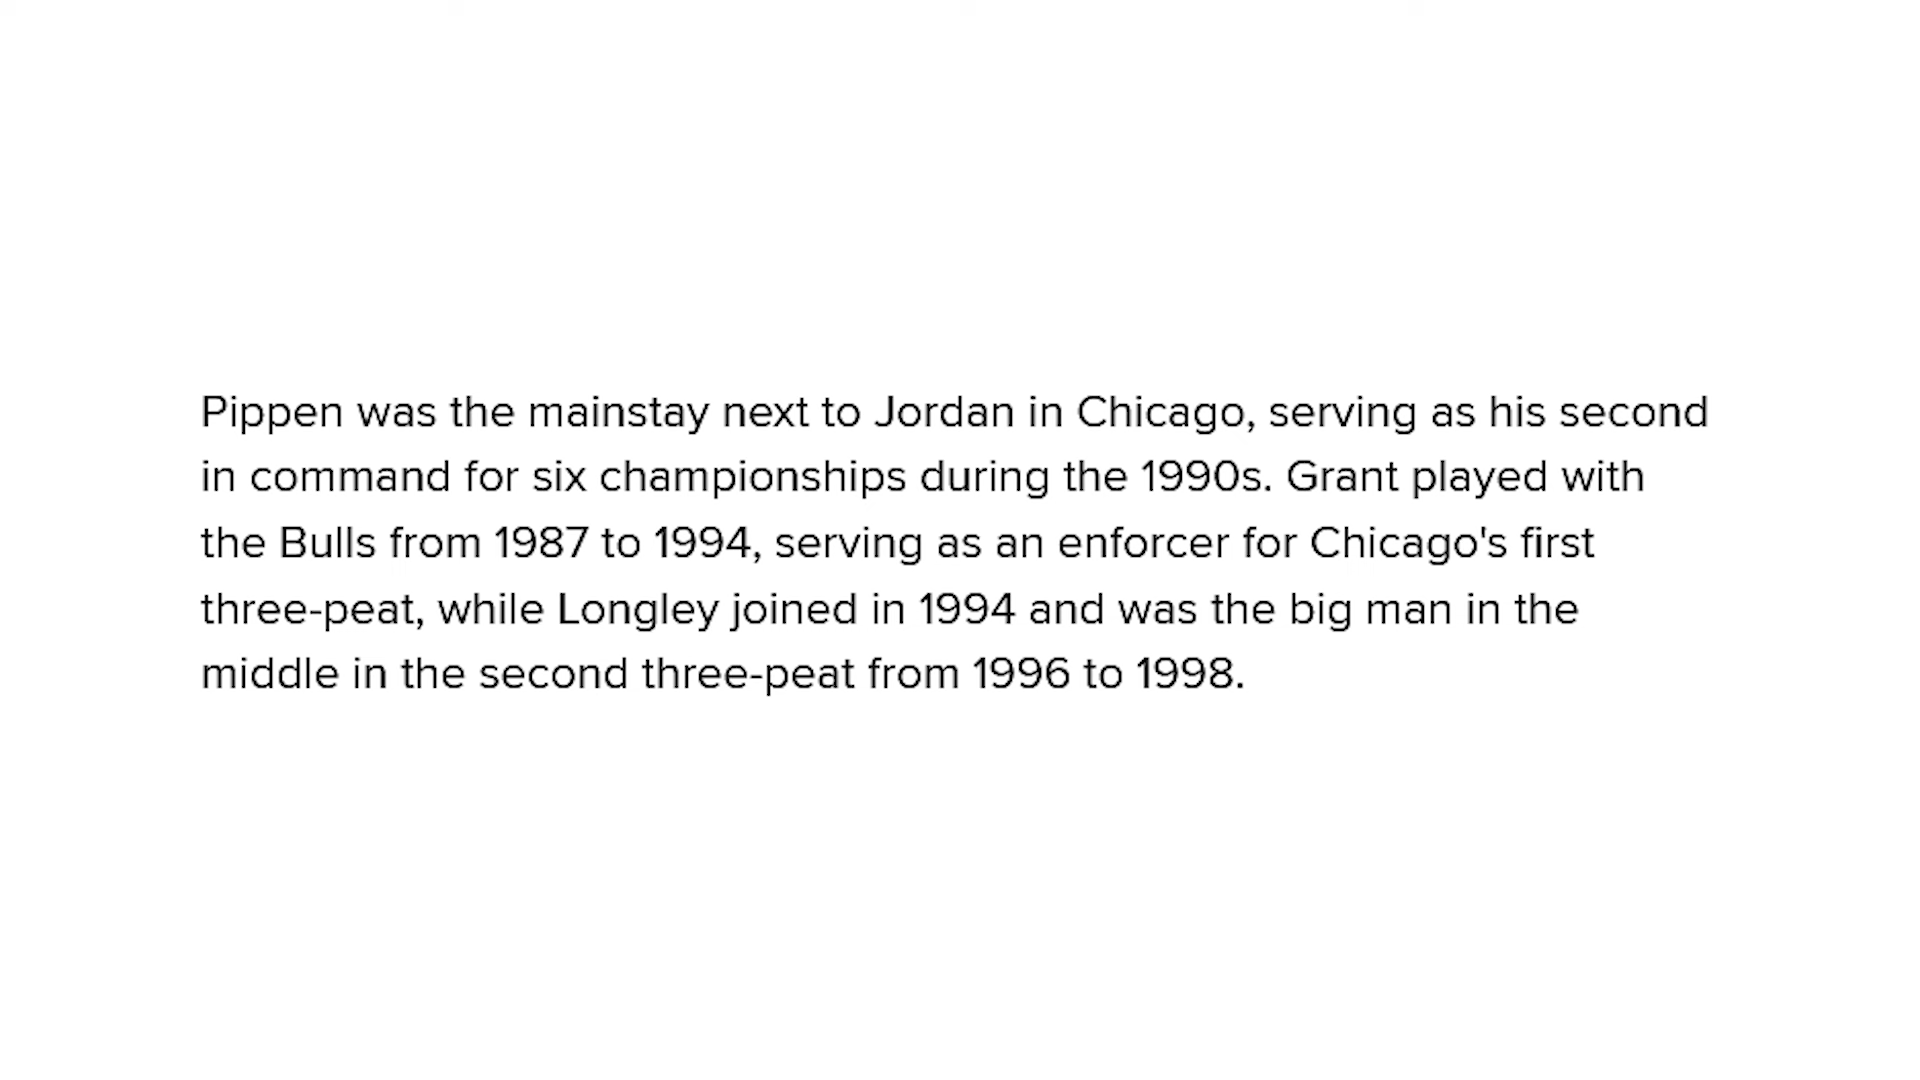 Pippen was the mainstay next to Jordan in Chicago, serving as his second
in command for six championships during the 1990s. Grant played with
the Bulls from 1987 to 1994, serving as an enforcer for Chicago's first
three-peat, while Longley joined in 1994 and was the big man in the
middle in the second three-peat from 1996 to 1998.